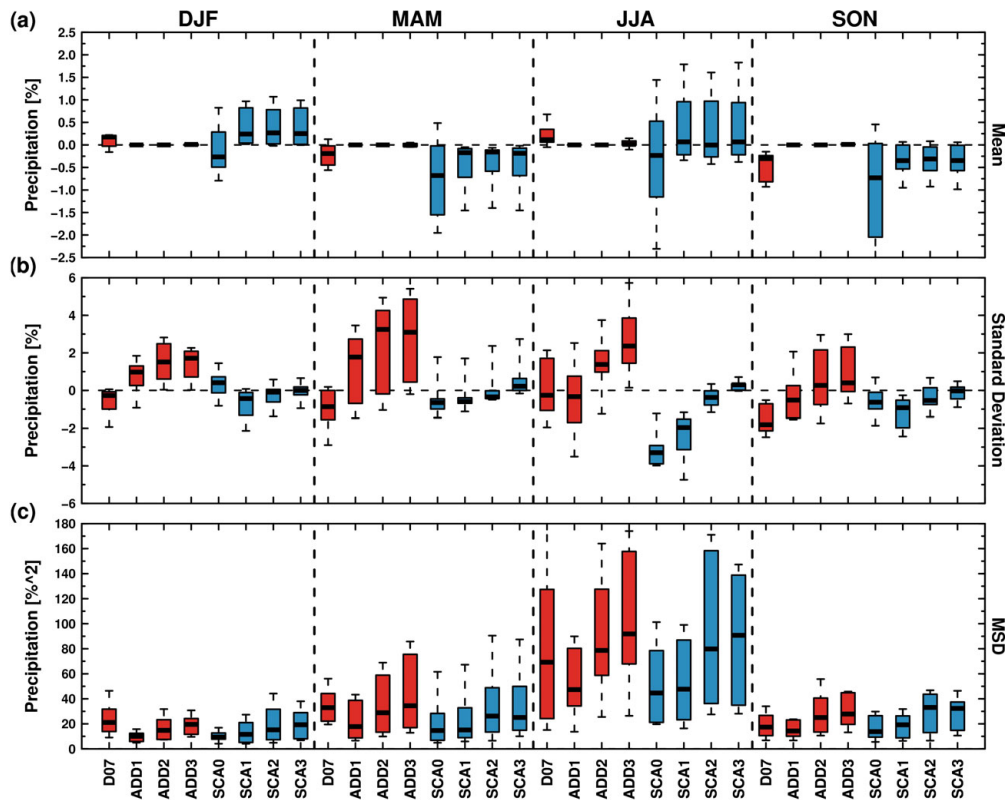 DJF MAM JJA SON
(a)
2.5
2.0
1.5
1.0
0.5
0.0
-0.5
-1.0
-1.5
-2.0
-2.5
Precipitation [%]
Mean
(b)
6
4
2
0
-2
-4
-6
Precipitation [%]
Standard Deviation
(c)
180
160
140
120
100
80
60
40
20
0
Precipitation [%^2]
MSD
D07 ADD1 ADD2 ADD3 SCA0 SCA1 SCA2 SCA3 D07 ADD1 ADD2 ADD3 SCA0 SCA1 SCA2 SCA3 D07 ADD1 ADD2 ADD3 SCA0 SCA1 SCA2 SCA3 D07 ADD1 ADD2 ADD3 SCA0 SCA1 SCA2 SCA3